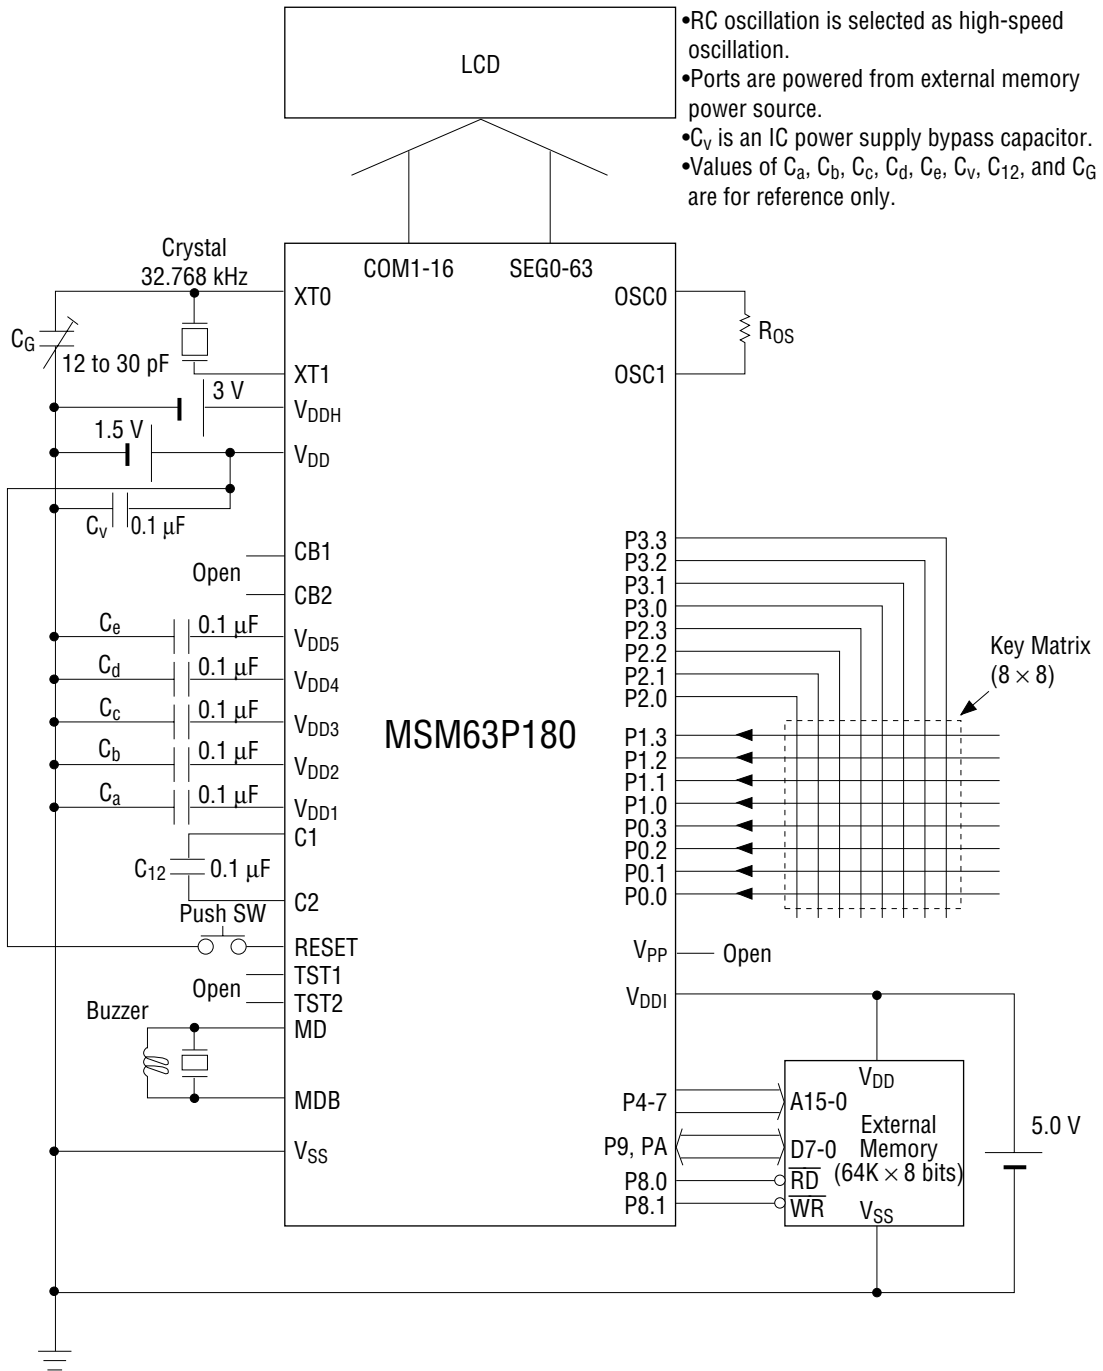 LCD
•RC oscillation is selected as high-speed
oscillation.
•Ports are powered from external memory
power source.
•Cv is an IC power supply bypass capacitor.
•Values of Ca, Cb, Cc, Cd, Ce, Cv, C12, and CG
are for reference only.
Crystal
32.768 kHz
COM1-16
SEG0-63
XT0
OSC0
CG
12 to 30 pF
ROS
XT1
OSC1
3 V
VDDH
1.5 V
VDD
Cv
0.1 μF
CB1
Open
CB2
Ce
0.1 μF
VDD5
Cd
0.1 μF
VDD4
Cc
0.1 μF
VDD3
Cb
0.1 μF
VDD2
Ca
0.1 μF
VDD1
C1
C12
0.1 μF
C2
Push SW
RESET
TST1
Open
TST2
Buzzer
MD
MDB
VSS
MSM63P180
P3.3
P3.2
P3.1
P3.0
P2.3
P2.2
P2.1
P2.0
Key Matrix
(8 × 8)
P1.3
P1.2
P1.1
P1.0
P0.3
P0.2
P0.1
P0.0
VPP
Open
VDDI
VDD
P4-7
A15-0
External
Memory
(64K × 8 bits)
P9, PA
D7-0
P8.0
RD
P8.1
WR
VSS
5.0 V